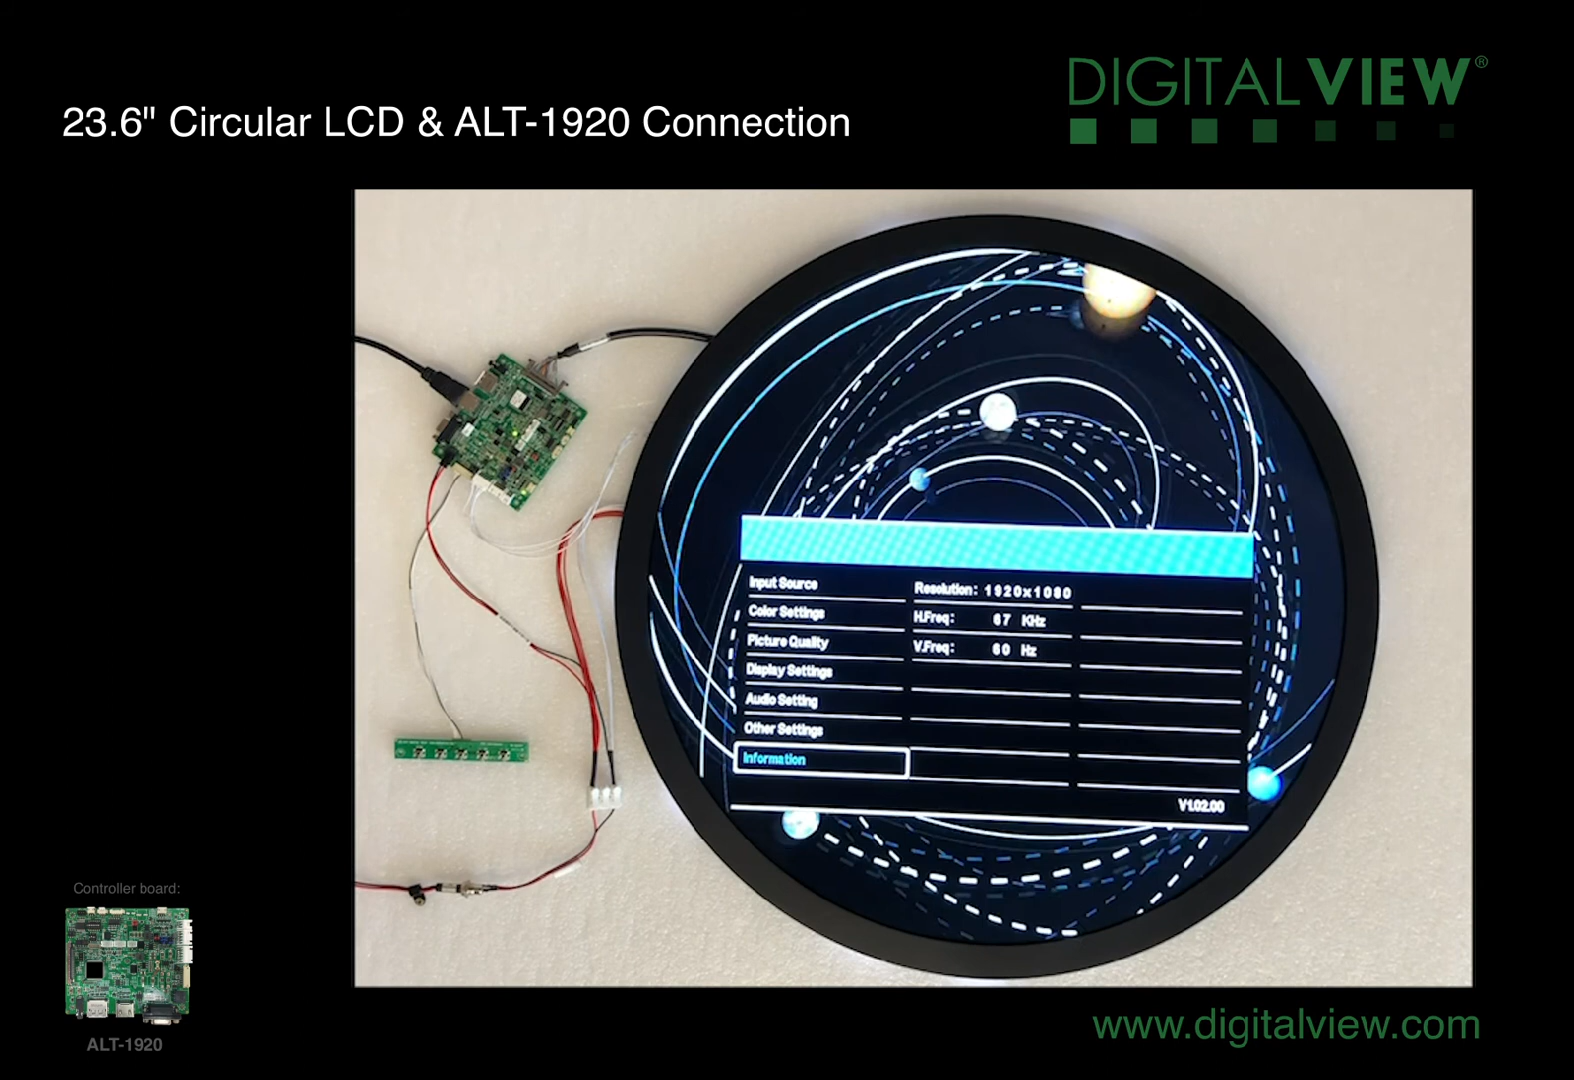 DIGITALVIEW®
23.6" Circular LCD & ALT-1920 Connection
Input Source
Resolution: 1920x1080
Color Settings
H.Freq: 67 KHz
Picture Quality
V.Freq: 60 Hz
Display Settings
Audio Setting
Other Settings
Information
V1.02.00
Controller board:
ALT-1920
www.digitalview.com